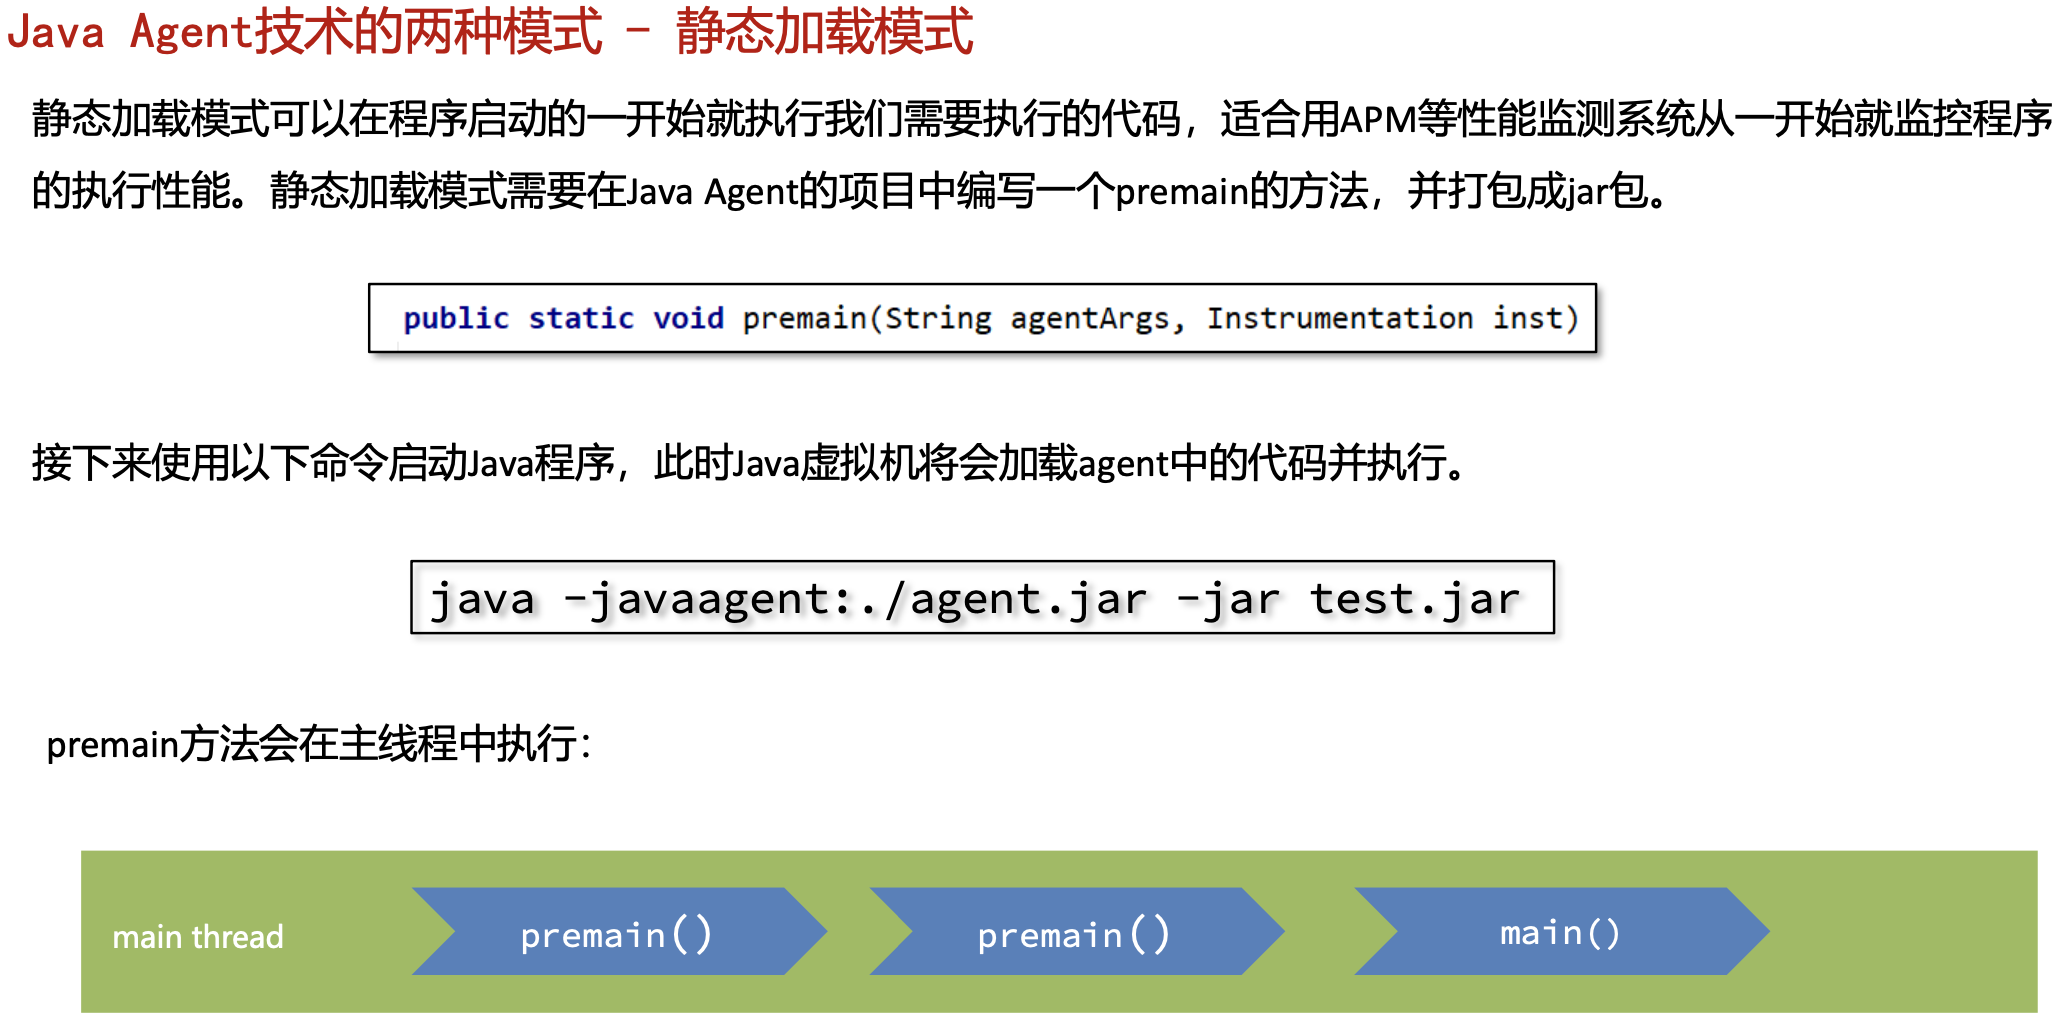 Java Agent技术的两种模式 - 静态加载模式
静态加载模式可以在程序启动的一开始就执行我们需要执行的代码，适合用APM等性能监测系统从一开始就监控程序
的执行性能。静态加载模式需要在Java Agent的项目中编写一个premain的方法，并打包成jar包。
public static void premain(String agentArgs, Instrumentation inst)
接下来使用以下命令启动Java程序，此时Java虚拟机将会加载agent中的代码并执行。
java -javaagent:./agent.jar -jar test.jar
premain方法会在主线程中执行：
main thread premain() premain() main()